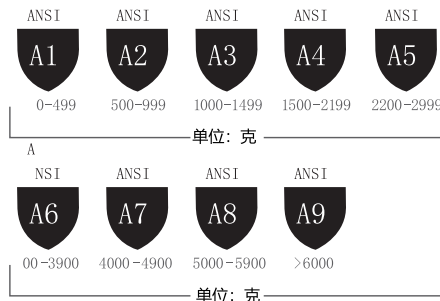 ANSI ANSI ANSI ANSI ANSI
A1 A2 A3 A4 A5
0-499 500-999 1000-1499 1500-2199 2200-2999
单位：克
A
NSI ANSI ANSI ANSI
A6 A7 A8 A9
00-3900 4000-4900 5000-5900 >6000
单位：克